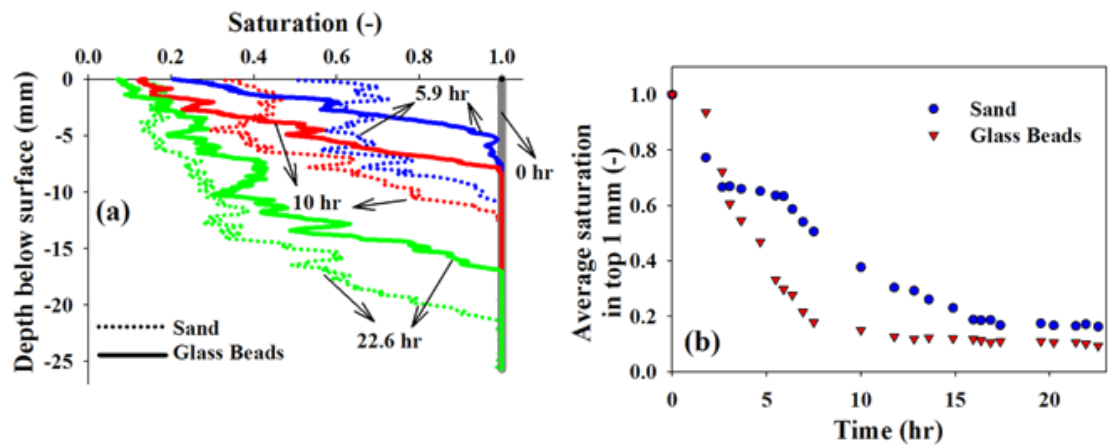 Saturation (-)
0.0 0.2 0.4 0.6 0.8 1.0
Depth below surface (mm)
0
-5
-10
-15
-20
-25
5.9 hr
0 hr
10 hr
22.6 hr
(a)
Sand
Glass Beads
Average saturation
in top 1 mm (-)
1.0
0.8
0.6
0.4
0.2
0.0
Sand
Glass Beads
(b)
0 5 10 15 20
Time (hr)